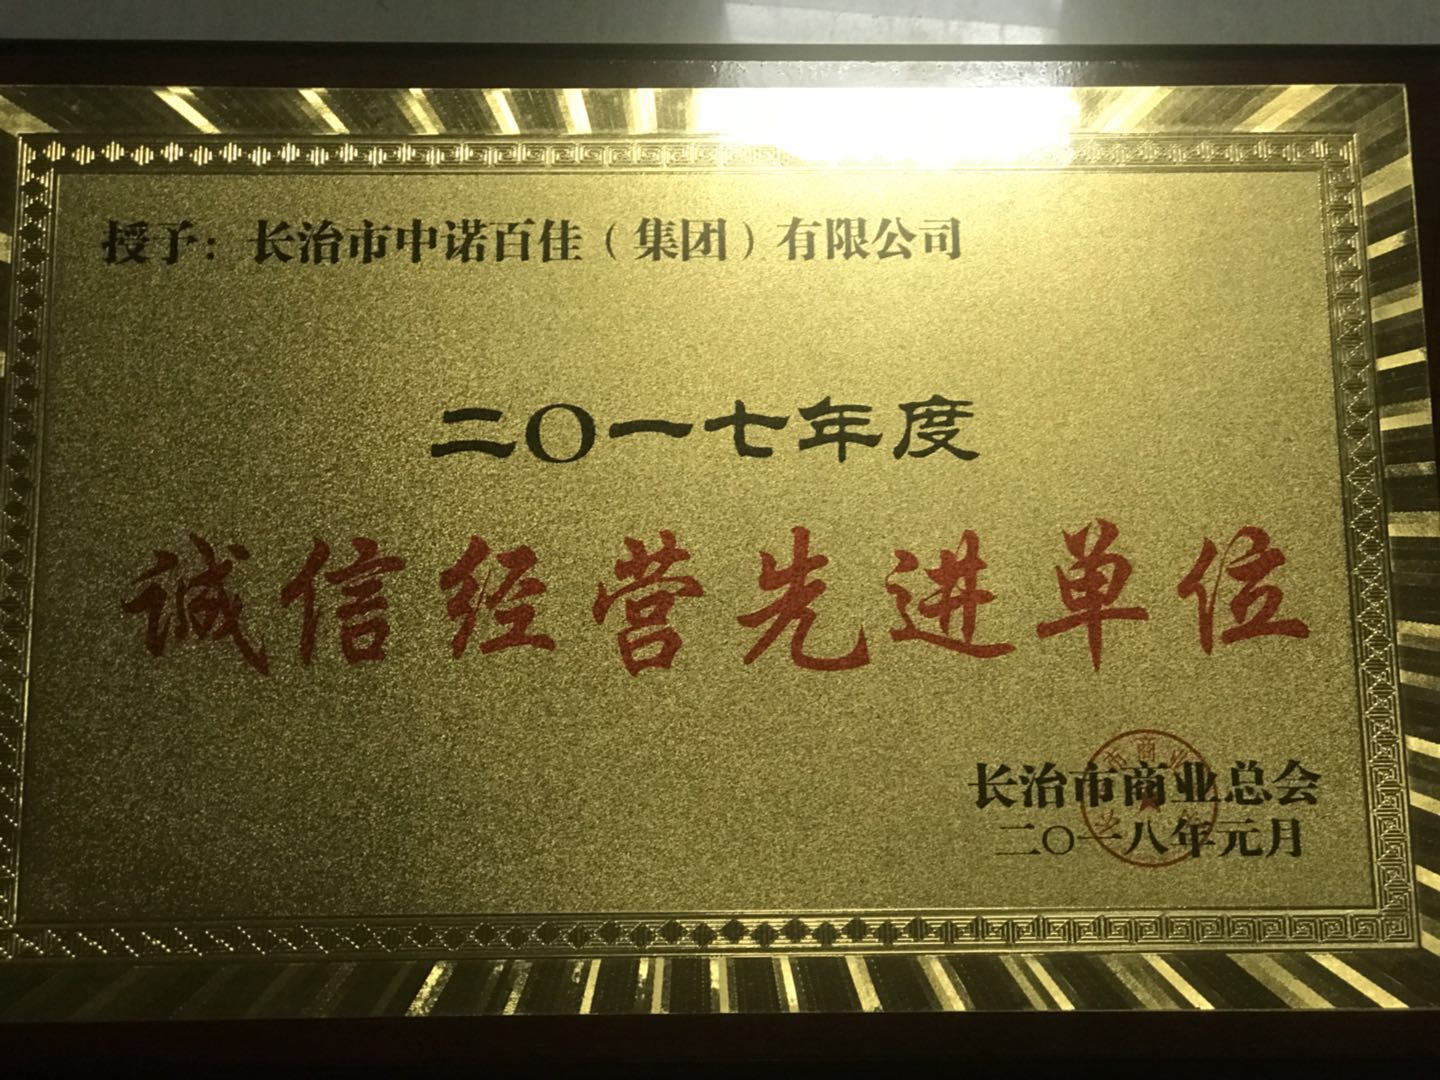 授予：长治市中诺百佳（集团）有限公司
二〇一七年度
诚信经营先进单位
长治市商业总会
二〇一八年元月